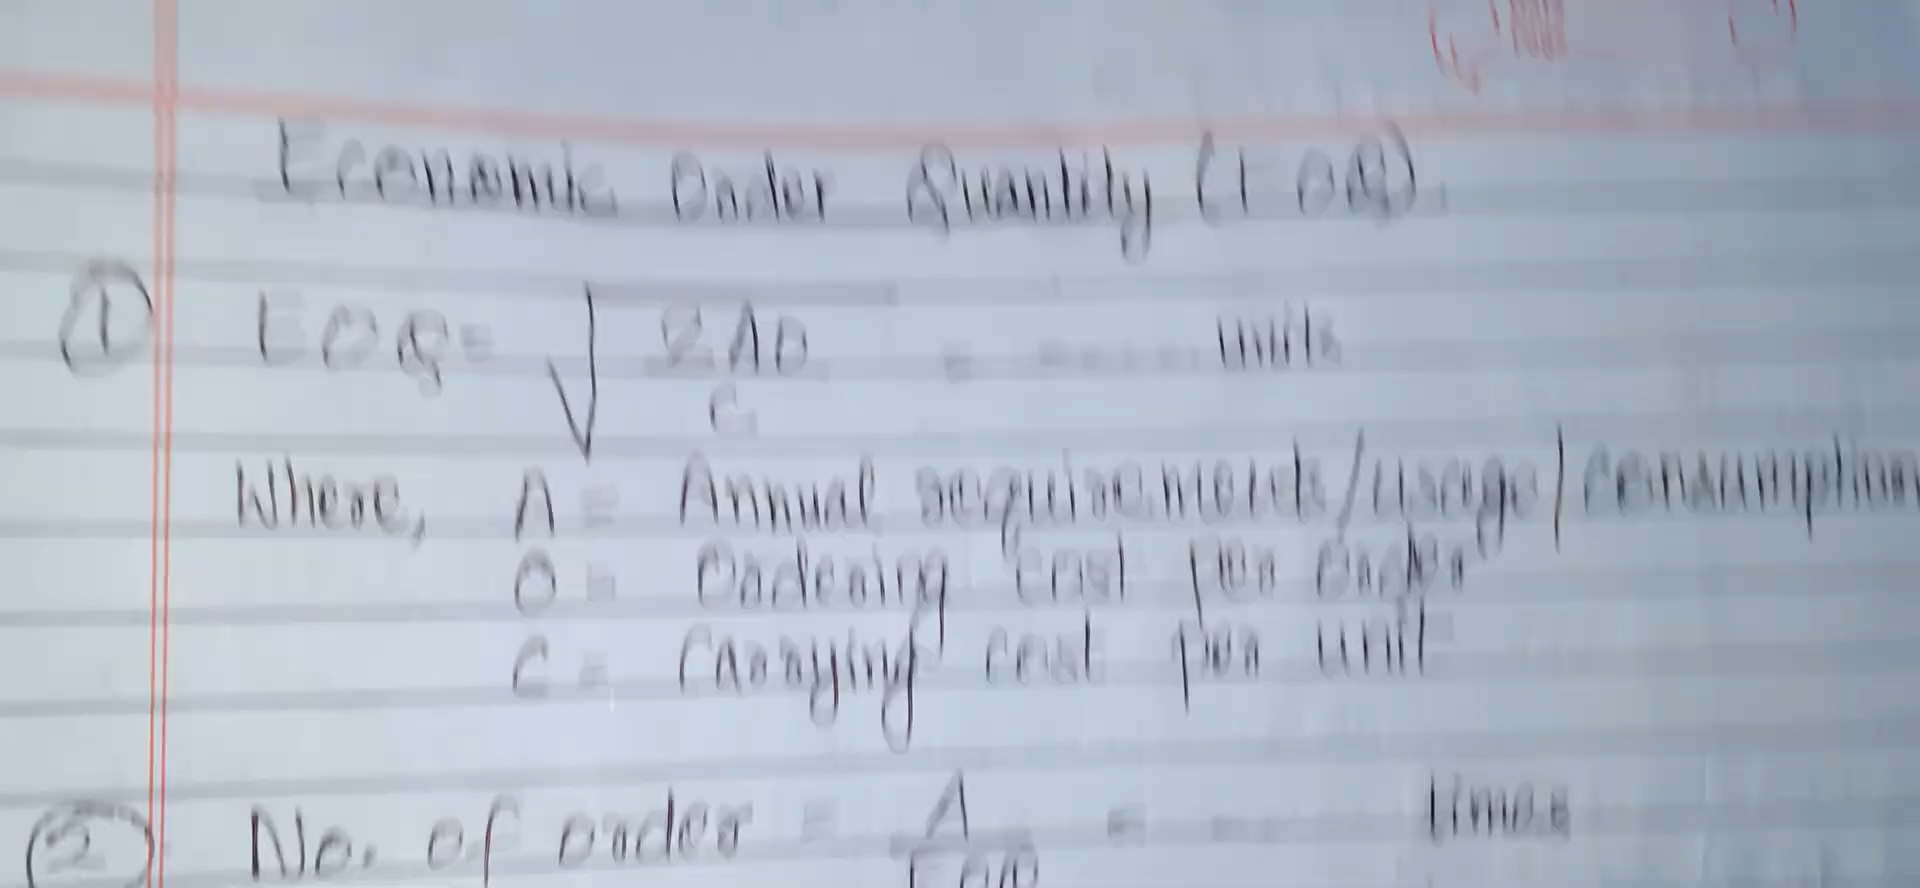 Economic Order Quantity (EOQ).
① EOQ = √ 2AO / C = ------ units
Where, A = Annual requirements/usage/consumption
O = Ordering cost per order
C = Carrying cost per unit
② No. of order = A / EOQ = ------ times